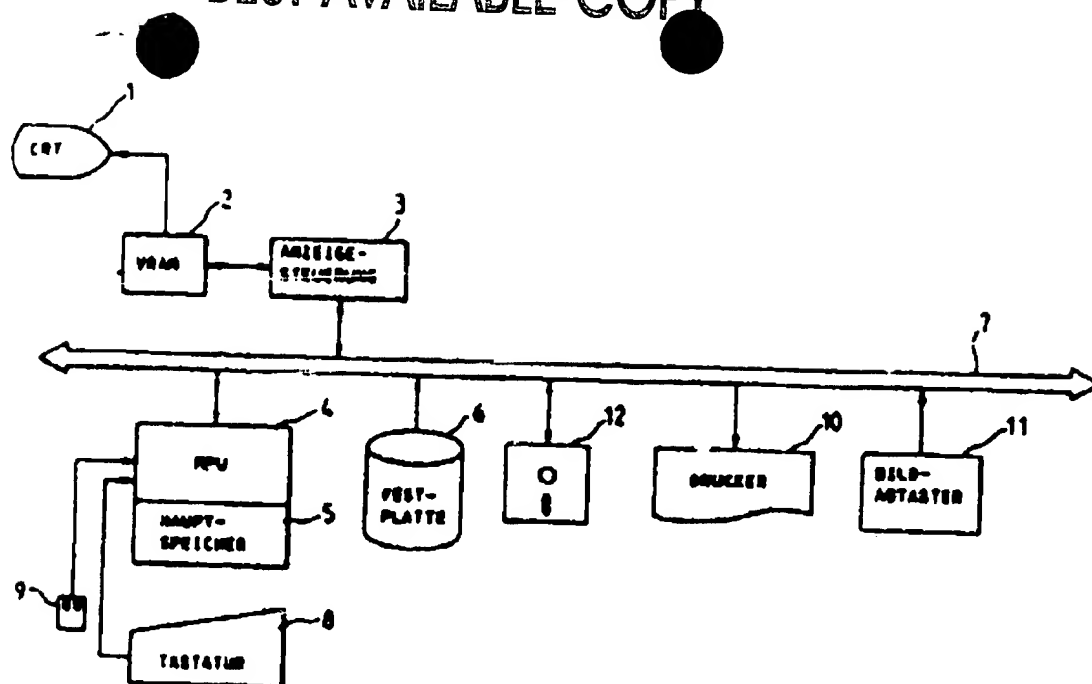 BEST AVAILABLE COPY
1
CRT
2
3
VRAM
ANZEIGE-
STEUERUNG
7
4
6
12
10
11
MPU
FEST-
PLATTE
DRUCKER
BILD-
ABTASTER
HAUPT-
SPEICHER
5
9
8
TASTATUR